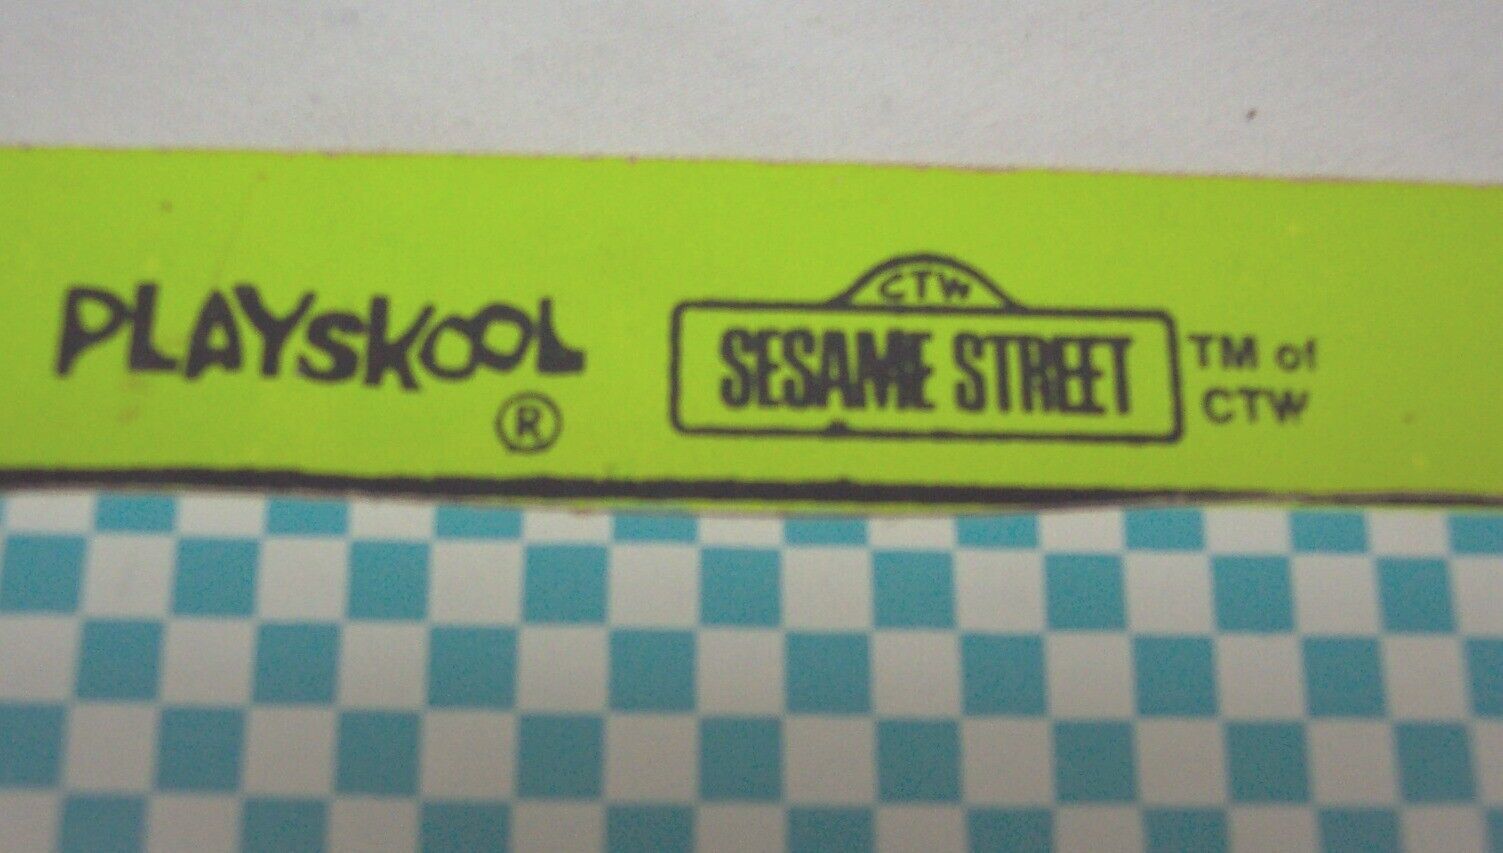 PLAYSKOOL
®
CTW
SESAME STREET
TM of
CTW